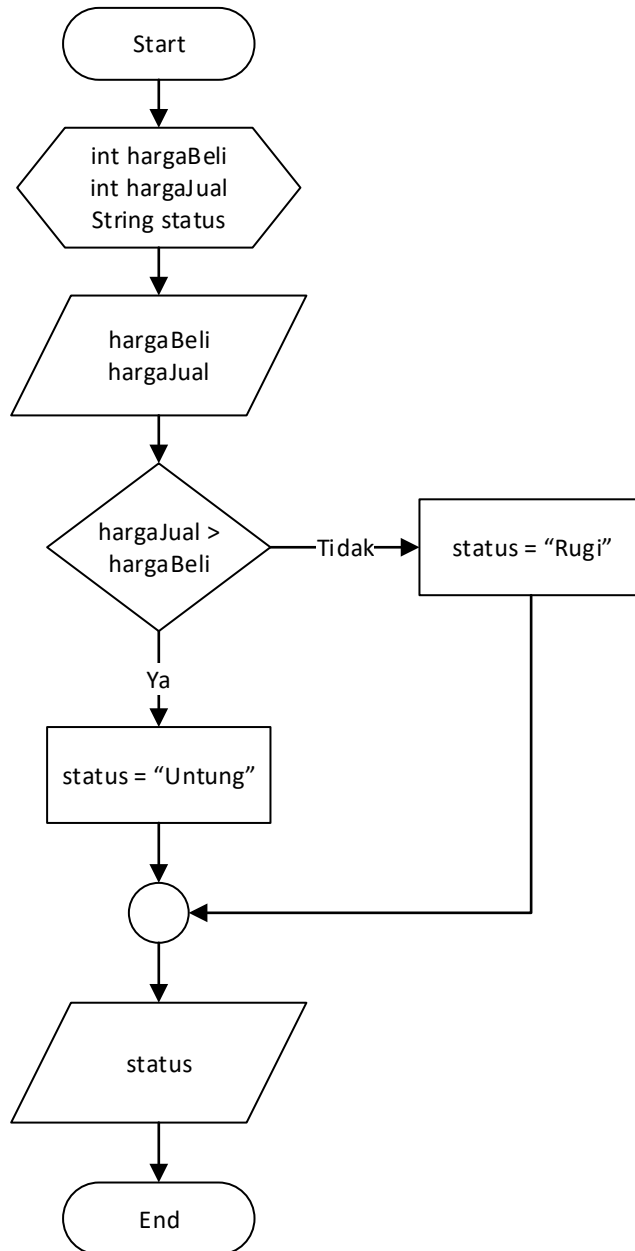 Start
int hargaBeli
int hargaJual
String status
hargaBeli
hargaJual
hargaJual >
hargaBeli
Tidak
status = “Rugi”
Ya
status = “Untung”
status
End